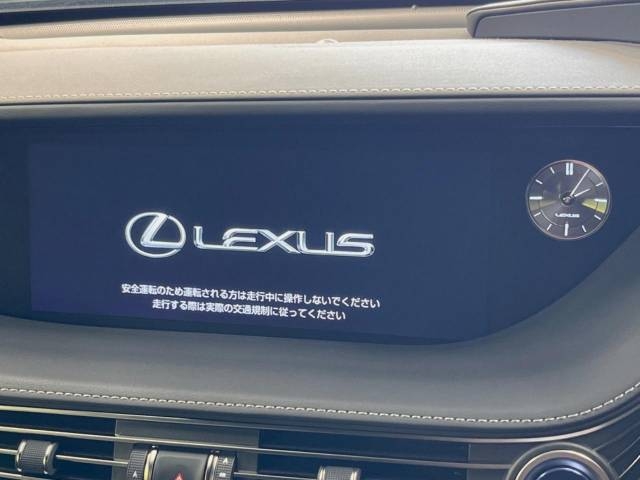 LEXUS
安全運転のため運転される方は走行中に操作しないでください
走行する際は実際の交通規制に従ってください
LEXUS